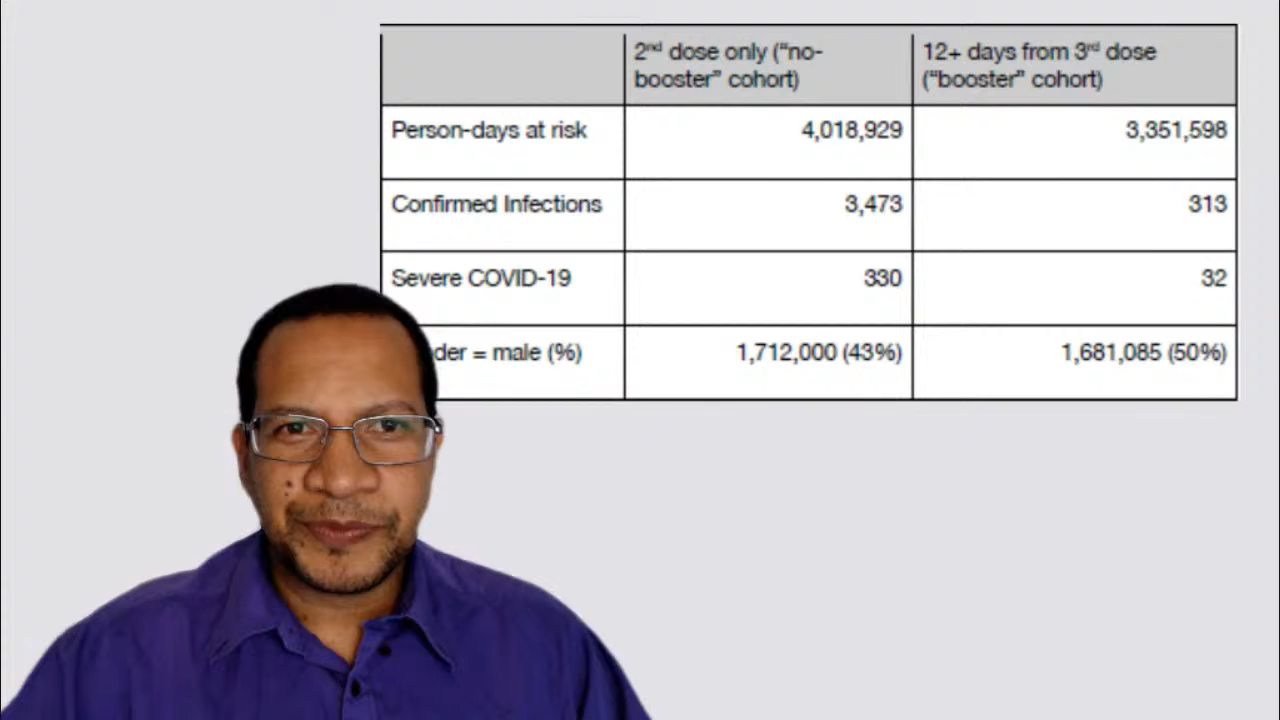 2nd dose only (“no-
booster” cohort)
12+ days from 3rd dose
(“booster” cohort)
Person-days at risk 4,018,929 3,351,598
Confirmed Infections 3,473 313
Severe COVID-19 330 32
der = male (%) 1,712,000 (43%) 1,681,085 (50%)